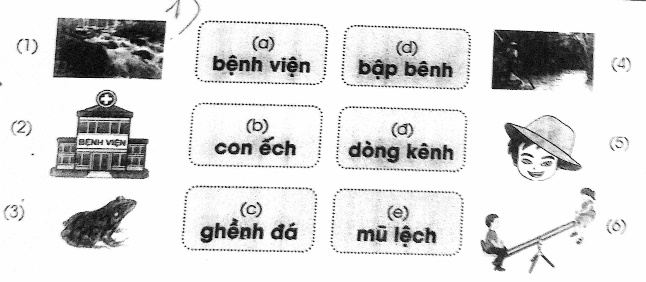 1)
(1)
(a)
bệnh viện
(d)
bập bênh
(4)
(2)
BỆNH VIỆN
(b)
con ếch
(đ)
dòng kênh
(5)
(3)
(c)
ghềnh đá
(e)
mũ lệch
(6)